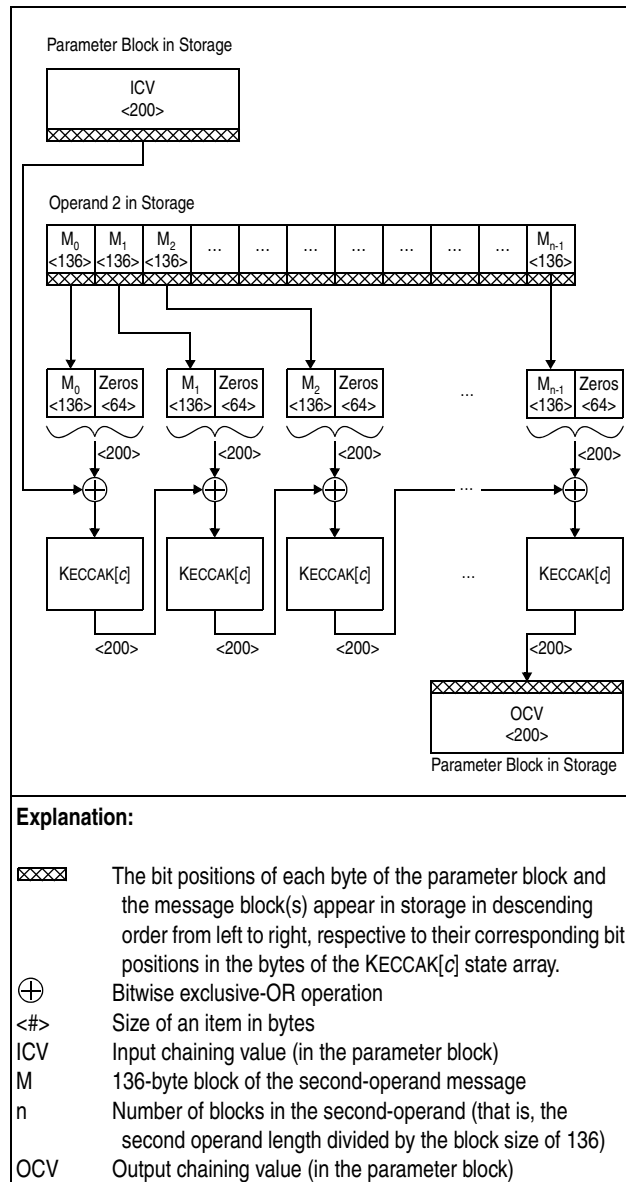 Parameter Block in Storage
ICV
<200>
Operand 2 in Storage
M0 M1 M2 ... ... ... ... ... ... ... Mn-1
<136> <136> <136> <136>
M0 Zeros M1 Zeros M2 Zeros ... Mn-1 Zeros
<136> <64> <136> <64> <136> <64> <136> <64>
<200> <200> <200> <200>
...
KECCAK[c] KECCAK[c] KECCAK[c] ... KECCAK[c]
<200> <200> <200> <200>
OCV
<200>
Parameter Block in Storage
Explanation:
The bit positions of each byte of the parameter block and
the message block(s) appear in storage in descending
order from left to right, respective to their corresponding bit
positions in the bytes of the KECCAK[c] state array.
Bitwise exclusive-OR operation
<#> Size of an item in bytes
ICV Input chaining value (in the parameter block)
M 136-byte block of the second-operand message
n Number of blocks in the second-operand (that is, the
second operand length divided by the block size of 136)
OCV Output chaining value (in the parameter block)